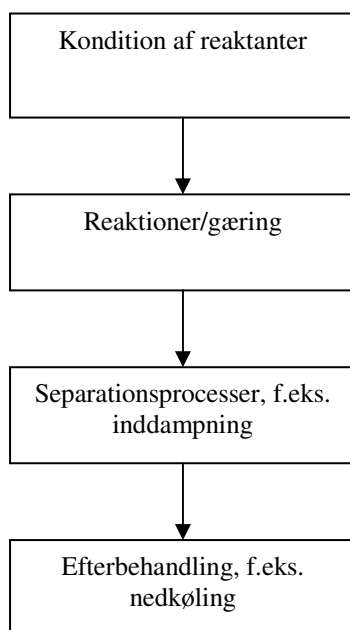 Kondition af reaktanter
Reaktioner/gæring
Separationsprocesser, f.eks.
inddampning
Efterbehandling, f.eks.
nedkøling